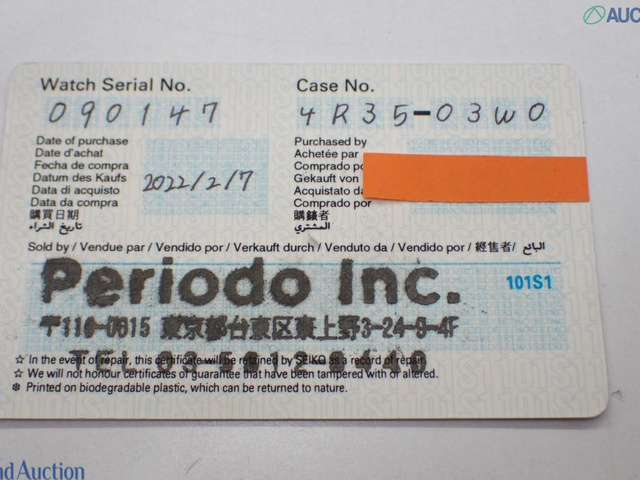 AUC
Watch Serial No.
090147
Case No.
4R35-03W0
Date of purchase
Date d'achat
Fecha de compra
Datum des Kaufs
Data di acquisto
Data da compra
購買日期
تاريخ الشراء
2022/2/7
Purchased by
Achetée par
Comprado po
Gekauft von
Acquistato da
Comprado por
購錶者
المشتري
Sold by / Vendue par / Vendido por / Verkauft durch / Venduto da / Vendido por / 經售者 / البائع
Periodo Inc.
101S1
〒110-0015 東京都台東区東上野3-24-9-4F
☆ In the event of repair, this certificate will be retained by SEIKO as a record of repair.
TEL 03-
☆ We will not honour certificates of guarantee that have been tampered with or altered.
Printed on biodegradable plastic, which can be returned to nature.
nd Auction